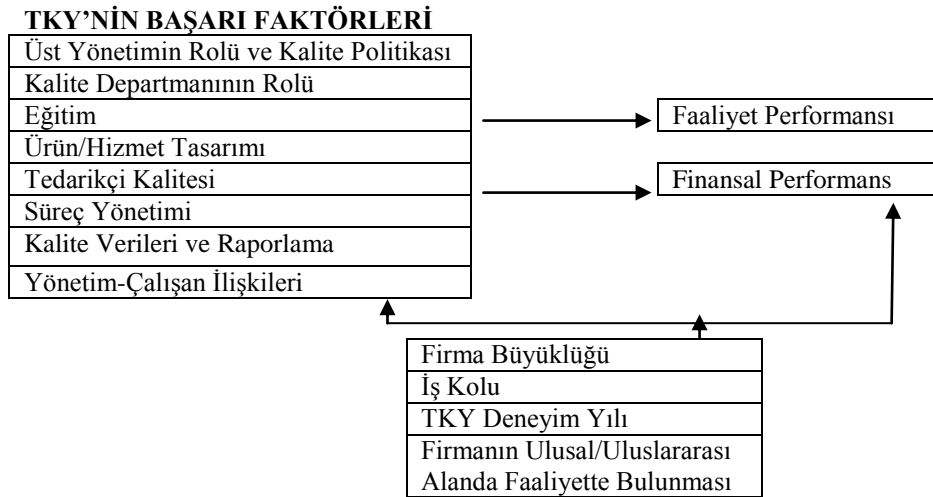 TKY’NİN BAŞARI FAKTÖRLERİ
Üst Yönetimin Rolü ve Kalite Politikası
Kalite Departmanının Rolü
Eğitim
Ürün/Hizmet Tasarımı
Tedarikçi Kalitesi
Süreç Yönetimi
Kalite Verileri ve Raporlama
Yönetim-Çalışan İlişkileri
Faaliyet Performansı
Finansal Performans
Firma Büyüklüğü
İş Kolu
TKY Deneyim Yılı
Firmanın Ulusal/Uluslararası
Alanda Faaliyette Bulunması